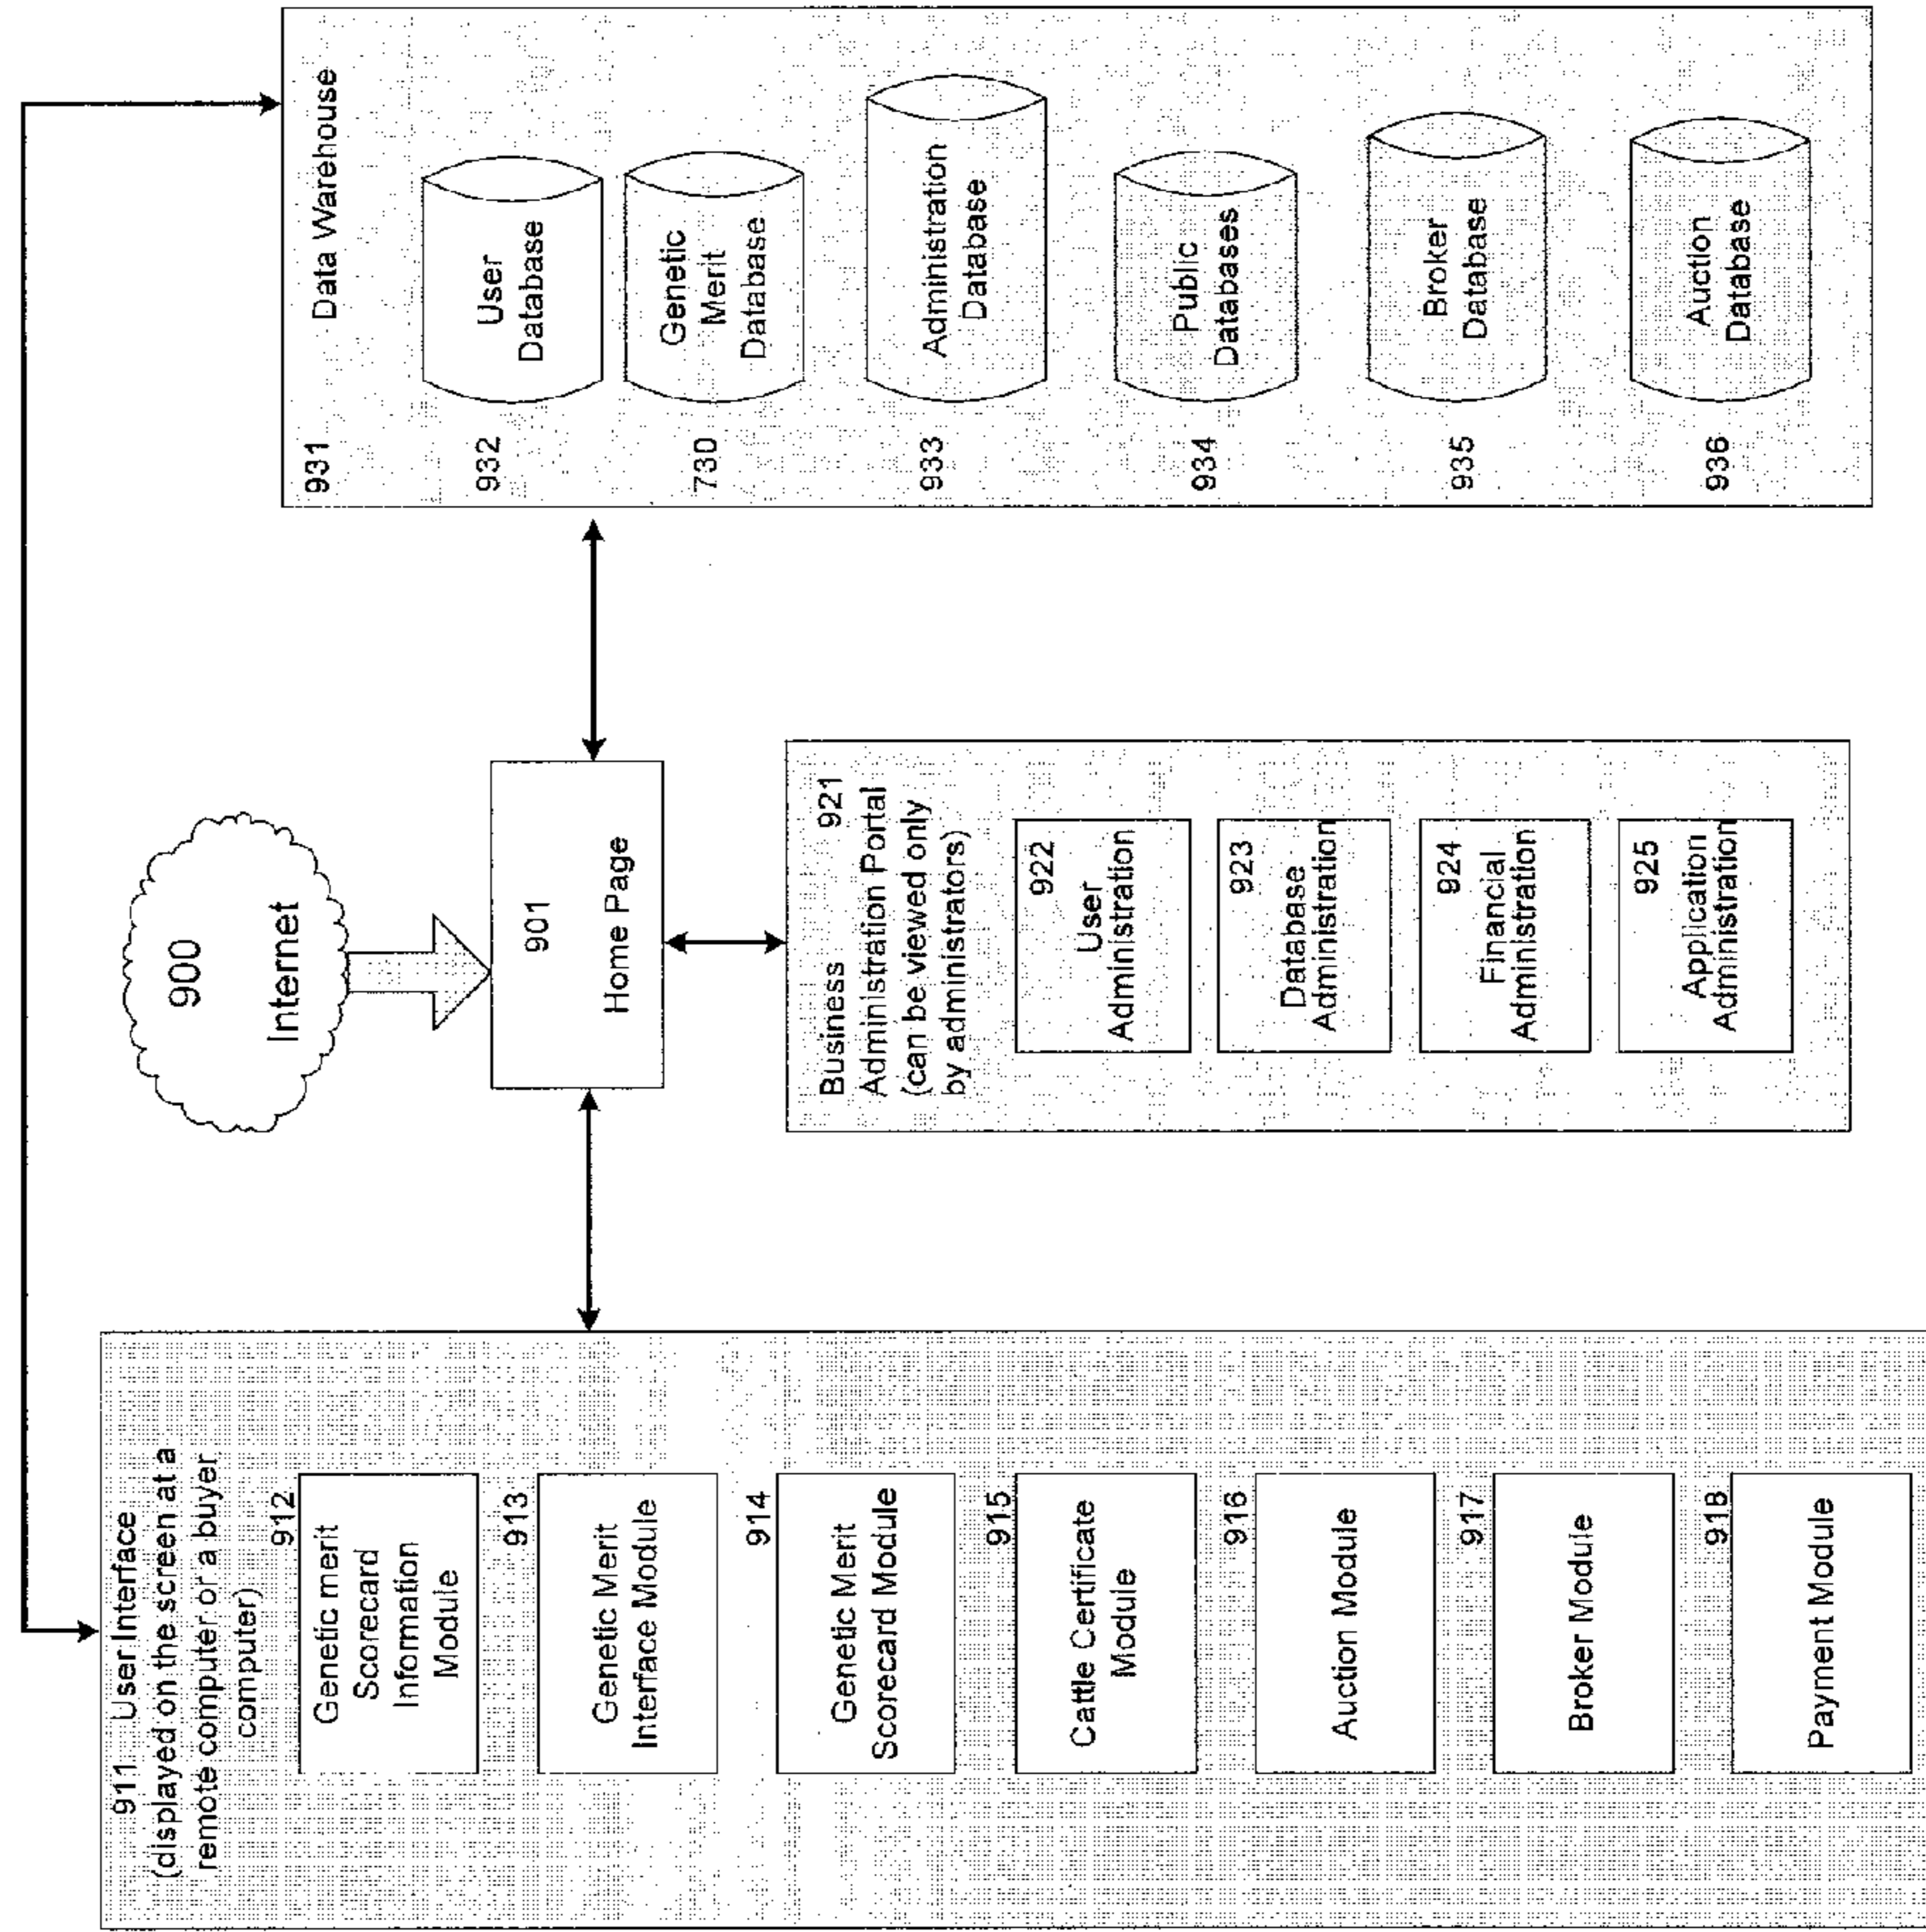 911 User Interface
(displayed on the screen at a
remote computer or a buyer
computer)
912
Genetic merit
Scorecard
Information
Module
913
Genetic Merit
Interface Module
914
Genetic Merit
Scorecard Module
915
Cattle Certificate
Module
916
Auction Module
917
Broker Module
918
Payment Module
900
Internet
901
Home Page
Business 921
Administration Portal
(can be viewed only
by administrators)
922
User
Administration
923
Database
Administration
924
Financial
Administration
925
Application
Administration
931 Data Warehouse
932
User
Database
730
Genetic
Merit
Database
933
Administration
Database
934
Public
Databases
935
Broker
Database
936
Auction
Database